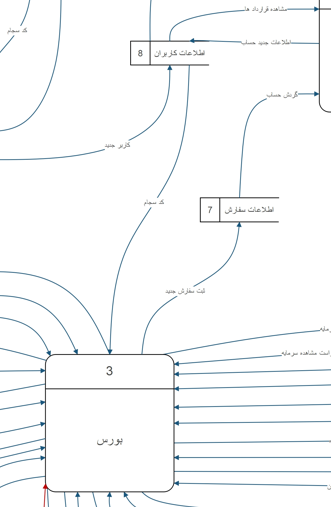 مشاهده قرارداد ها
کد سجام
اطلاعات جدید حساب
8
اطلاعات کاربران
گردش حساب
کاربر جدید
کد سجام
7
اطلاعات سفارش
ثبت سفارش جدید
مشاهده سرمایه
3
بورس